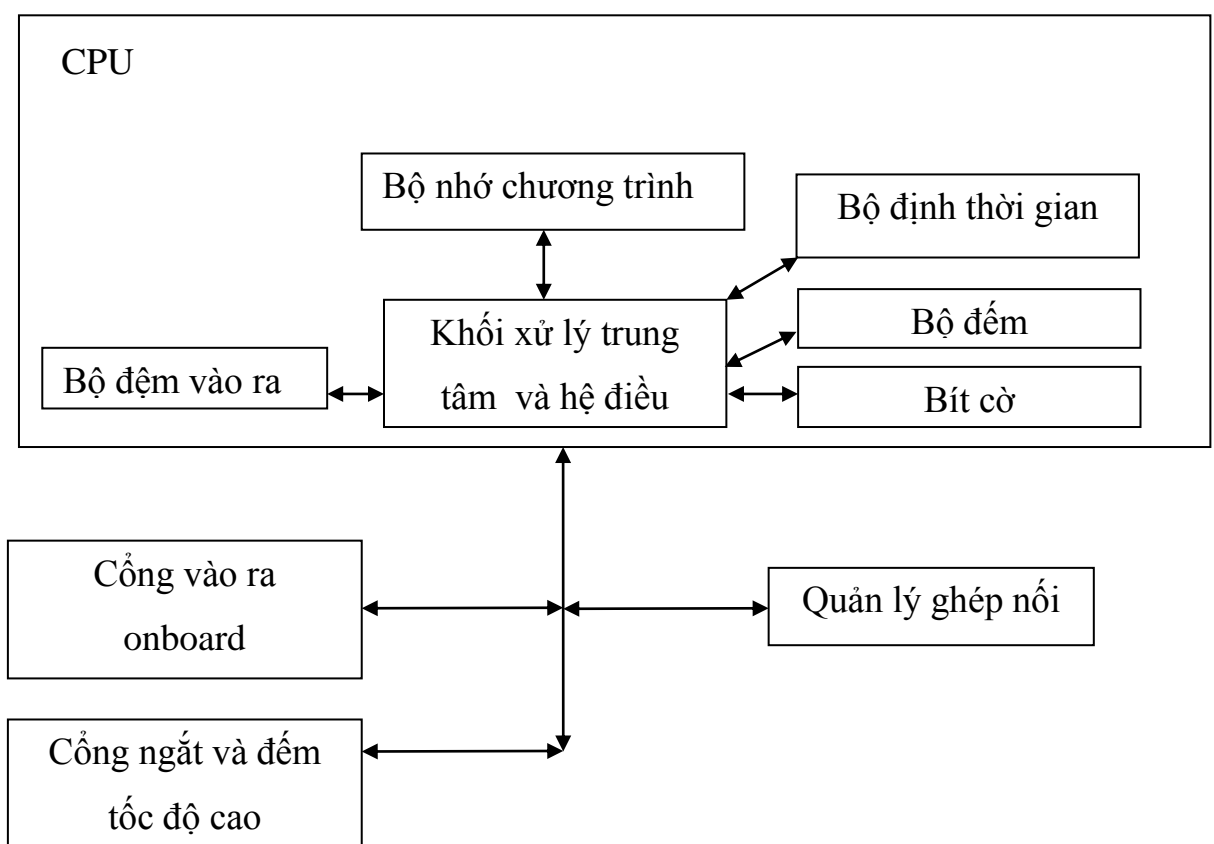 CPU
Bộ nhớ chương trình
Bộ định thời gian
Khối xử lý trung
tâm và hệ điều
Bộ đếm
Bộ đệm vào ra
Bít cờ
Cổng vào ra
onboard
Quản lý ghép nối
Cổng ngắt và đếm
tốc độ cao